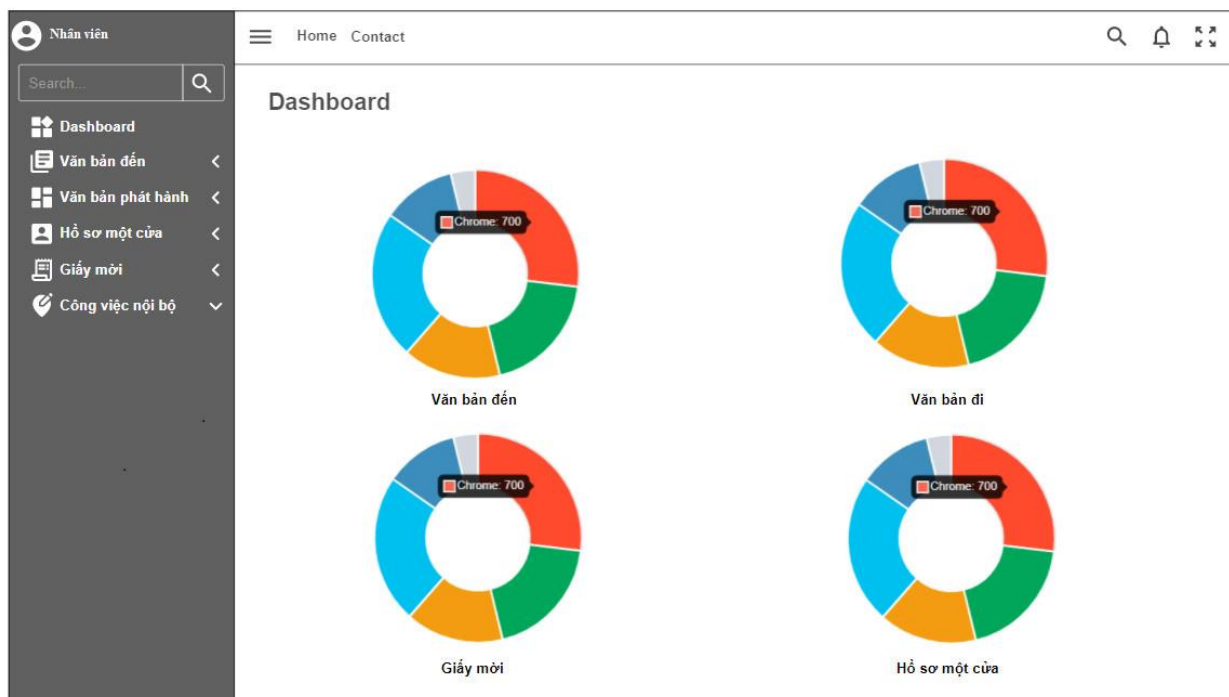 Nhân viên
Home Contact
Search...
Dashboard
Dashboard
Văn bản đến
Văn bản phát hành
Hồ sơ một cửa
Giấy mời
Công việc nội bộ
Chrome: 700
Chrome: 700
Văn bản đến
Văn bản đi
Chrome: 700
Chrome: 700
Giấy mời
Hồ sơ một cửa